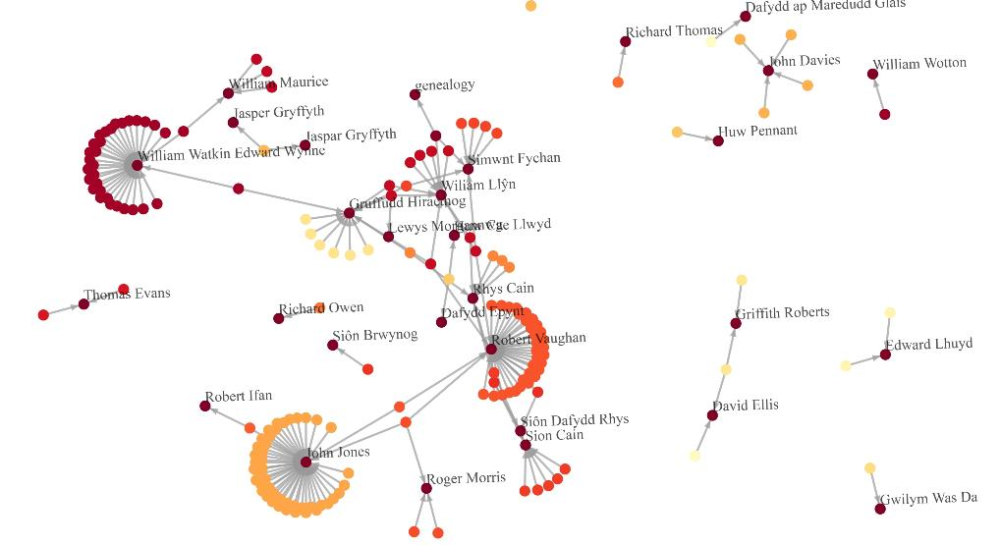 Dafydd ap Maredudd Glais
Richard Thomas
John Davies
William Wotton
William Maurice
genealogy
Jasper Gryffyth
Huw Pennant
Jaspar Gryffyth
William Watkin Edward Wynne
Simwnt Fychan
Wiliam Llŷn
Gruffudd Hiraethog
Lewys Morgannwg
Huw Cae Llwyd
Thomas Evans
Rhys Cain
Richard Owen
Dafydd Epynt
Griffith Roberts
Siôn Brwynog
Robert Vaughan
Edward Lhuyd
Robert Ifan
David Ellis
Siôn Dafydd Rhys
Sion Cain
John Jones
Roger Morris
Gwilym Was Da